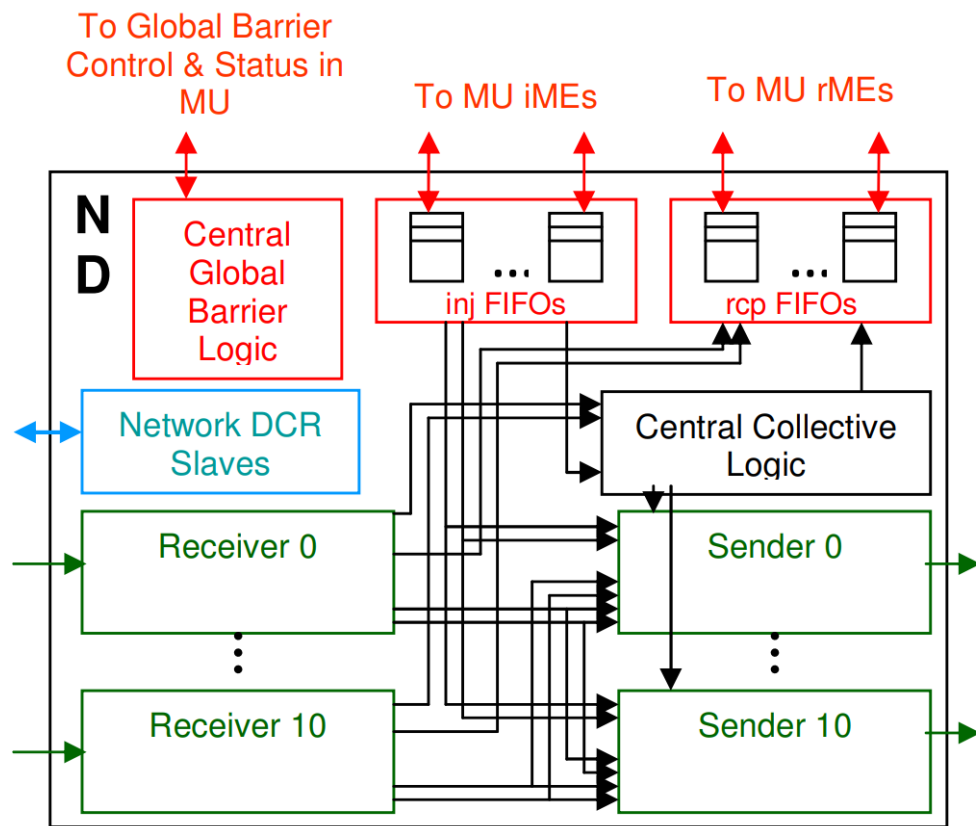 To Global Barrier
Control & Status in
MU
To MU iMEs
To MU rMEs
N
D
Central
Global
Barrier
Logic
inj FIFOs
rcp FIFOs
Network DCR
Slaves
Central Collective
Logic
Receiver 0
Sender 0
Receiver 10
Sender 10